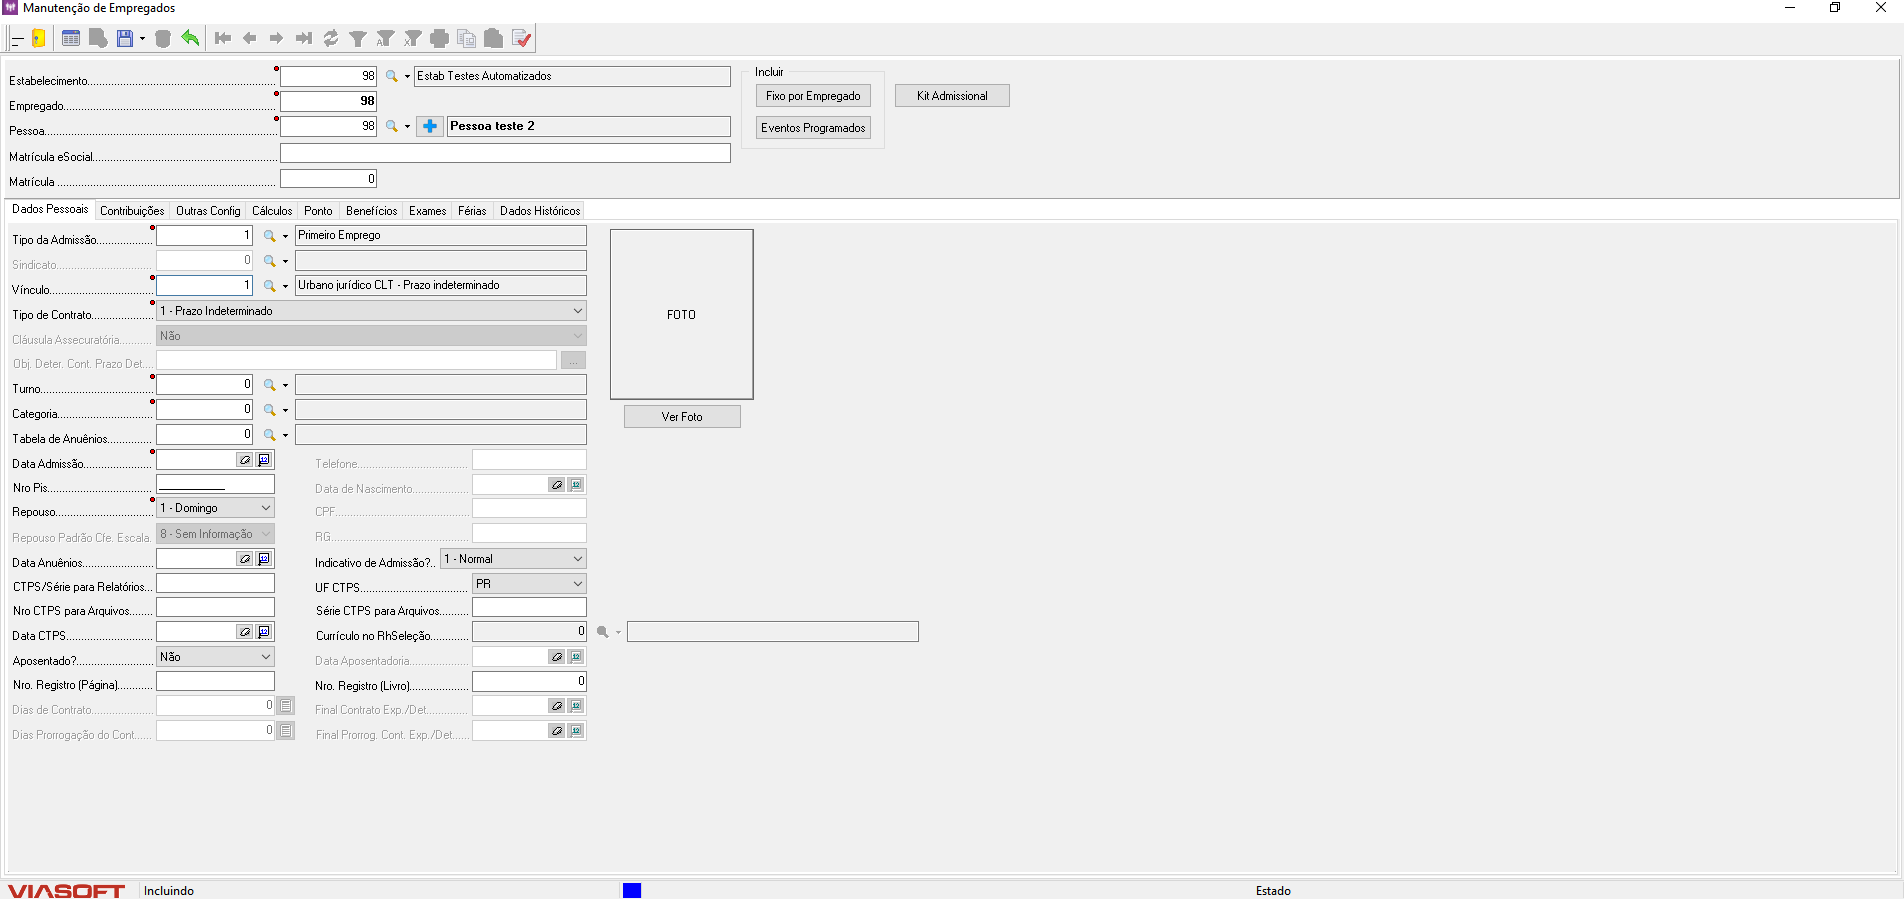 Manutenção de Empregados
Estabelecimento 98 Estab Testes Automatizados
Empregado 98
Pessoa 98 Pessoa teste 2
Matrícula eSocial
Matrícula 0
Incluir
Fixo por Empregado
Eventos Programados
Kit Admissional
Dados Pessoais Contribuições Outras Config Cálculos Ponto Benefícios Exames Férias Dados Históricos
Tipo da Admissão 1 Primeiro Emprego
Sindicato 0
Vínculo 1 Urbano jurídico CLT - Prazo indeterminado
Tipo de Contrato 1 - Prazo Indeterminado
Cláusula Assecuratória Não
Obj. Deter. Cont. Prazo Det. ...
Turno 0
Categoria 0
Tabela de Anuênios 0
FOTO
Ver Foto
Data Admissão Telefone
Nro Pis Data de Nascimento
Repouso 1 - Domingo CPF
Repouso Padrão Cfe. Escala. 8 - Sem Informação RG
Data Anuênios Indicativo de Admissão?.. 1 - Normal
CTPS/Série para Relatórios UF CTPS PR
Nro CTPS para Arquivos Série CTPS para Arquivos
Data CTPS Currículo no RhSeleção 0
Aposentado? Não Data Aposentadoria
Nro. Registro (Página) Nro. Registro (Livro) 0
Dias de Contrato 0 Final Contrato Exp./Det.
Dias Prorrogação do Cont. 0 Final Prorrog. Cont. Exp./Det.
VIASOFT Incluindo Estado